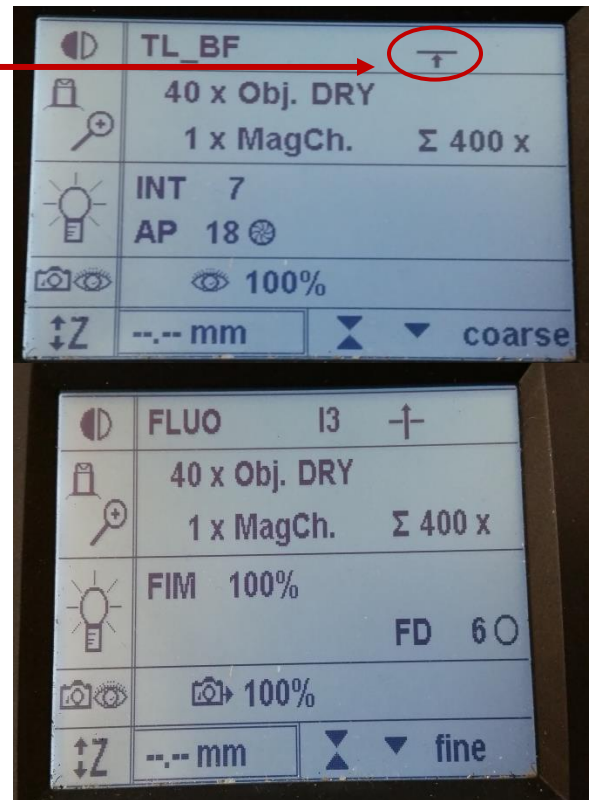 TL_BF
40 x Obj. DRY
1 x MagCh. Σ 400 x
INT 7
AP 18
100%
Z --.-- mm coarse
FLUO I3
40 x Obj. DRY
1 x MagCh. Σ 400 x
FIM 100%
FD 6
100%
Z --.-- mm fine